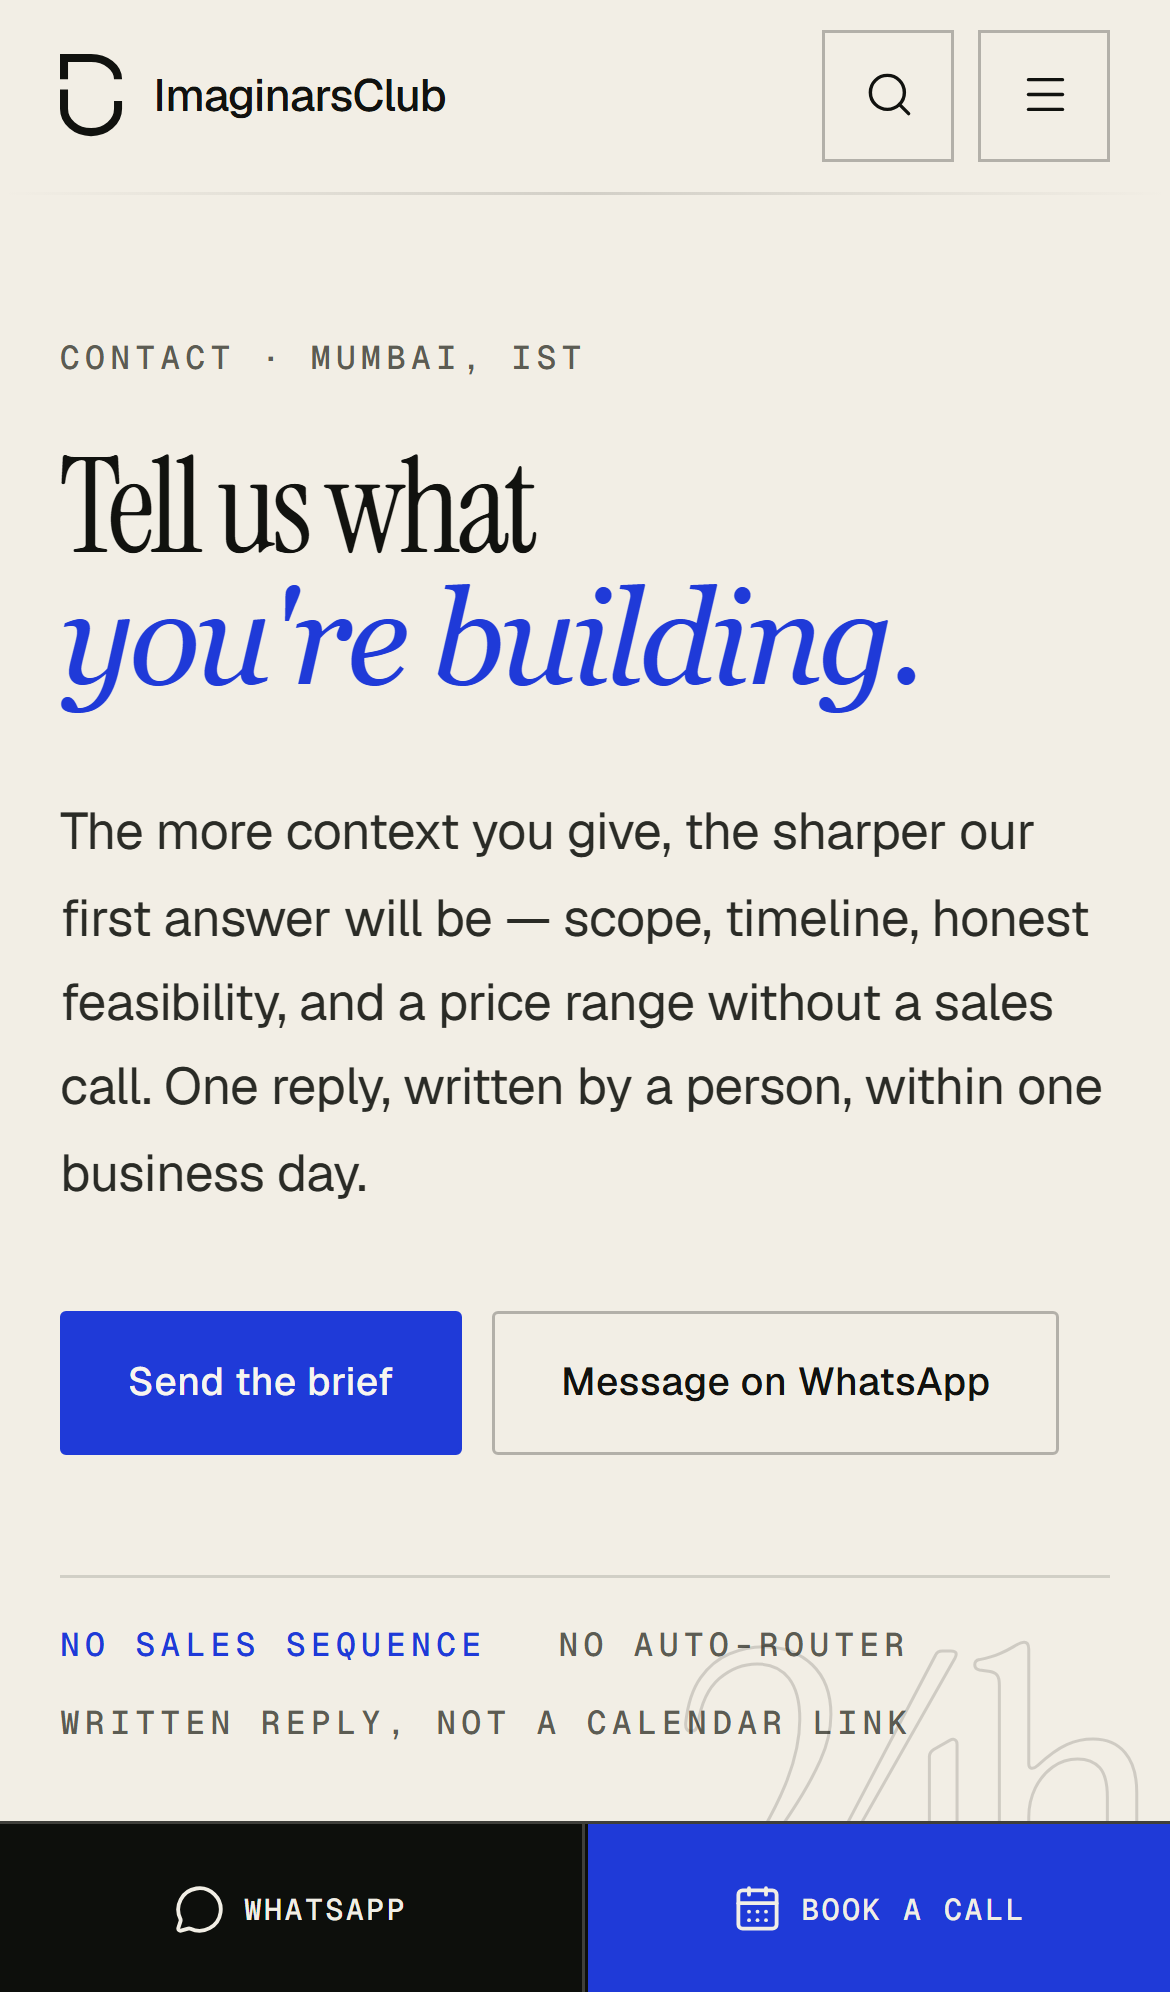 ImaginarsClub
CONTACT · MUMBAI, IST
Tell us what
you're building.
The more context you give, the sharper our
first answer will be — scope, timeline, honest
feasibility, and a price range without a sales
call. One reply, written by a person, within one
business day.
Send the brief
Message on WhatsApp
NO SALES SEQUENCE NO AUTO-ROUTER
WRITTEN REPLY, NOT A CALENDAR LINK
24h
WHATSAPP
BOOK A CALL